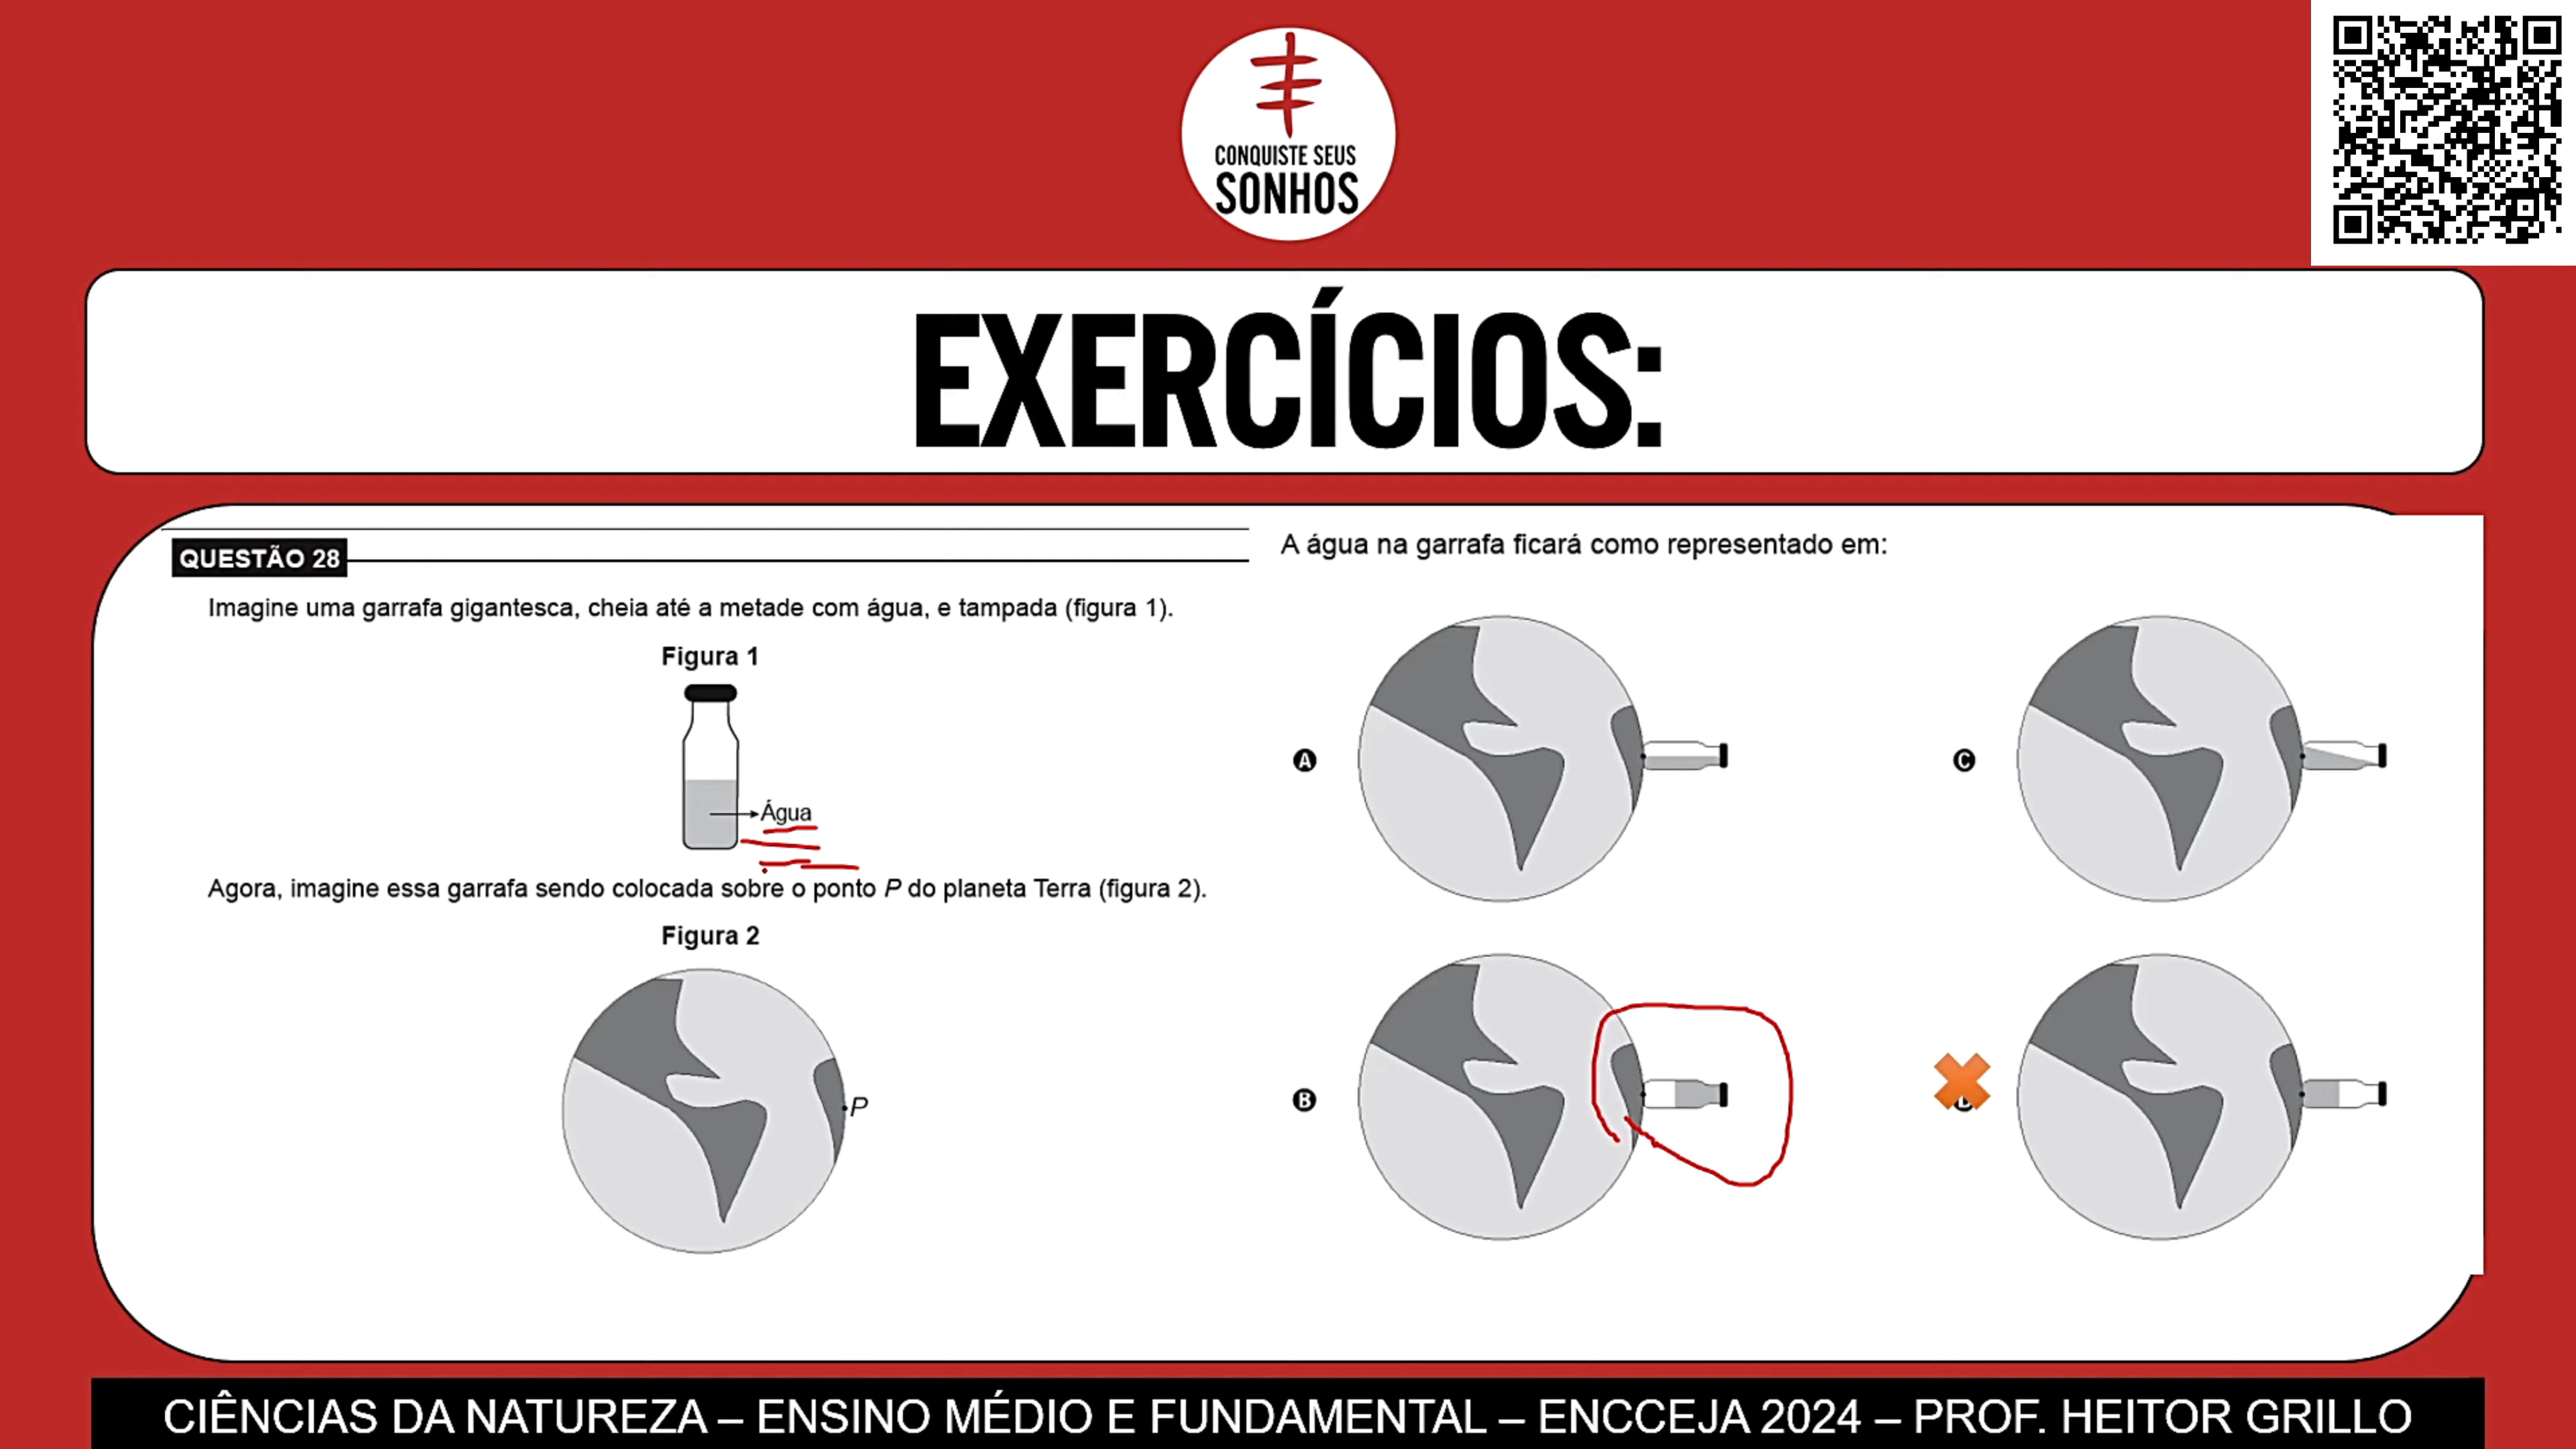 CONQUISTE SEUS
SONHOS
EXERCÍCIOS:
QUESTÃO 28
Imagine uma garrafa gigantesca, cheia até a metade com água, e tampada (figura 1).
Figura 1
Água
Agora, imagine essa garrafa sendo colocada sobre o ponto P do planeta Terra (figura 2).
Figura 2
P
A água na garrafa ficará como representado em:
A
C
B
CIÊNCIAS DA NATUREZA – ENSINO MÉDIO E FUNDAMENTAL – ENCCEJA 2024 – PROF. HEITOR GRILLO